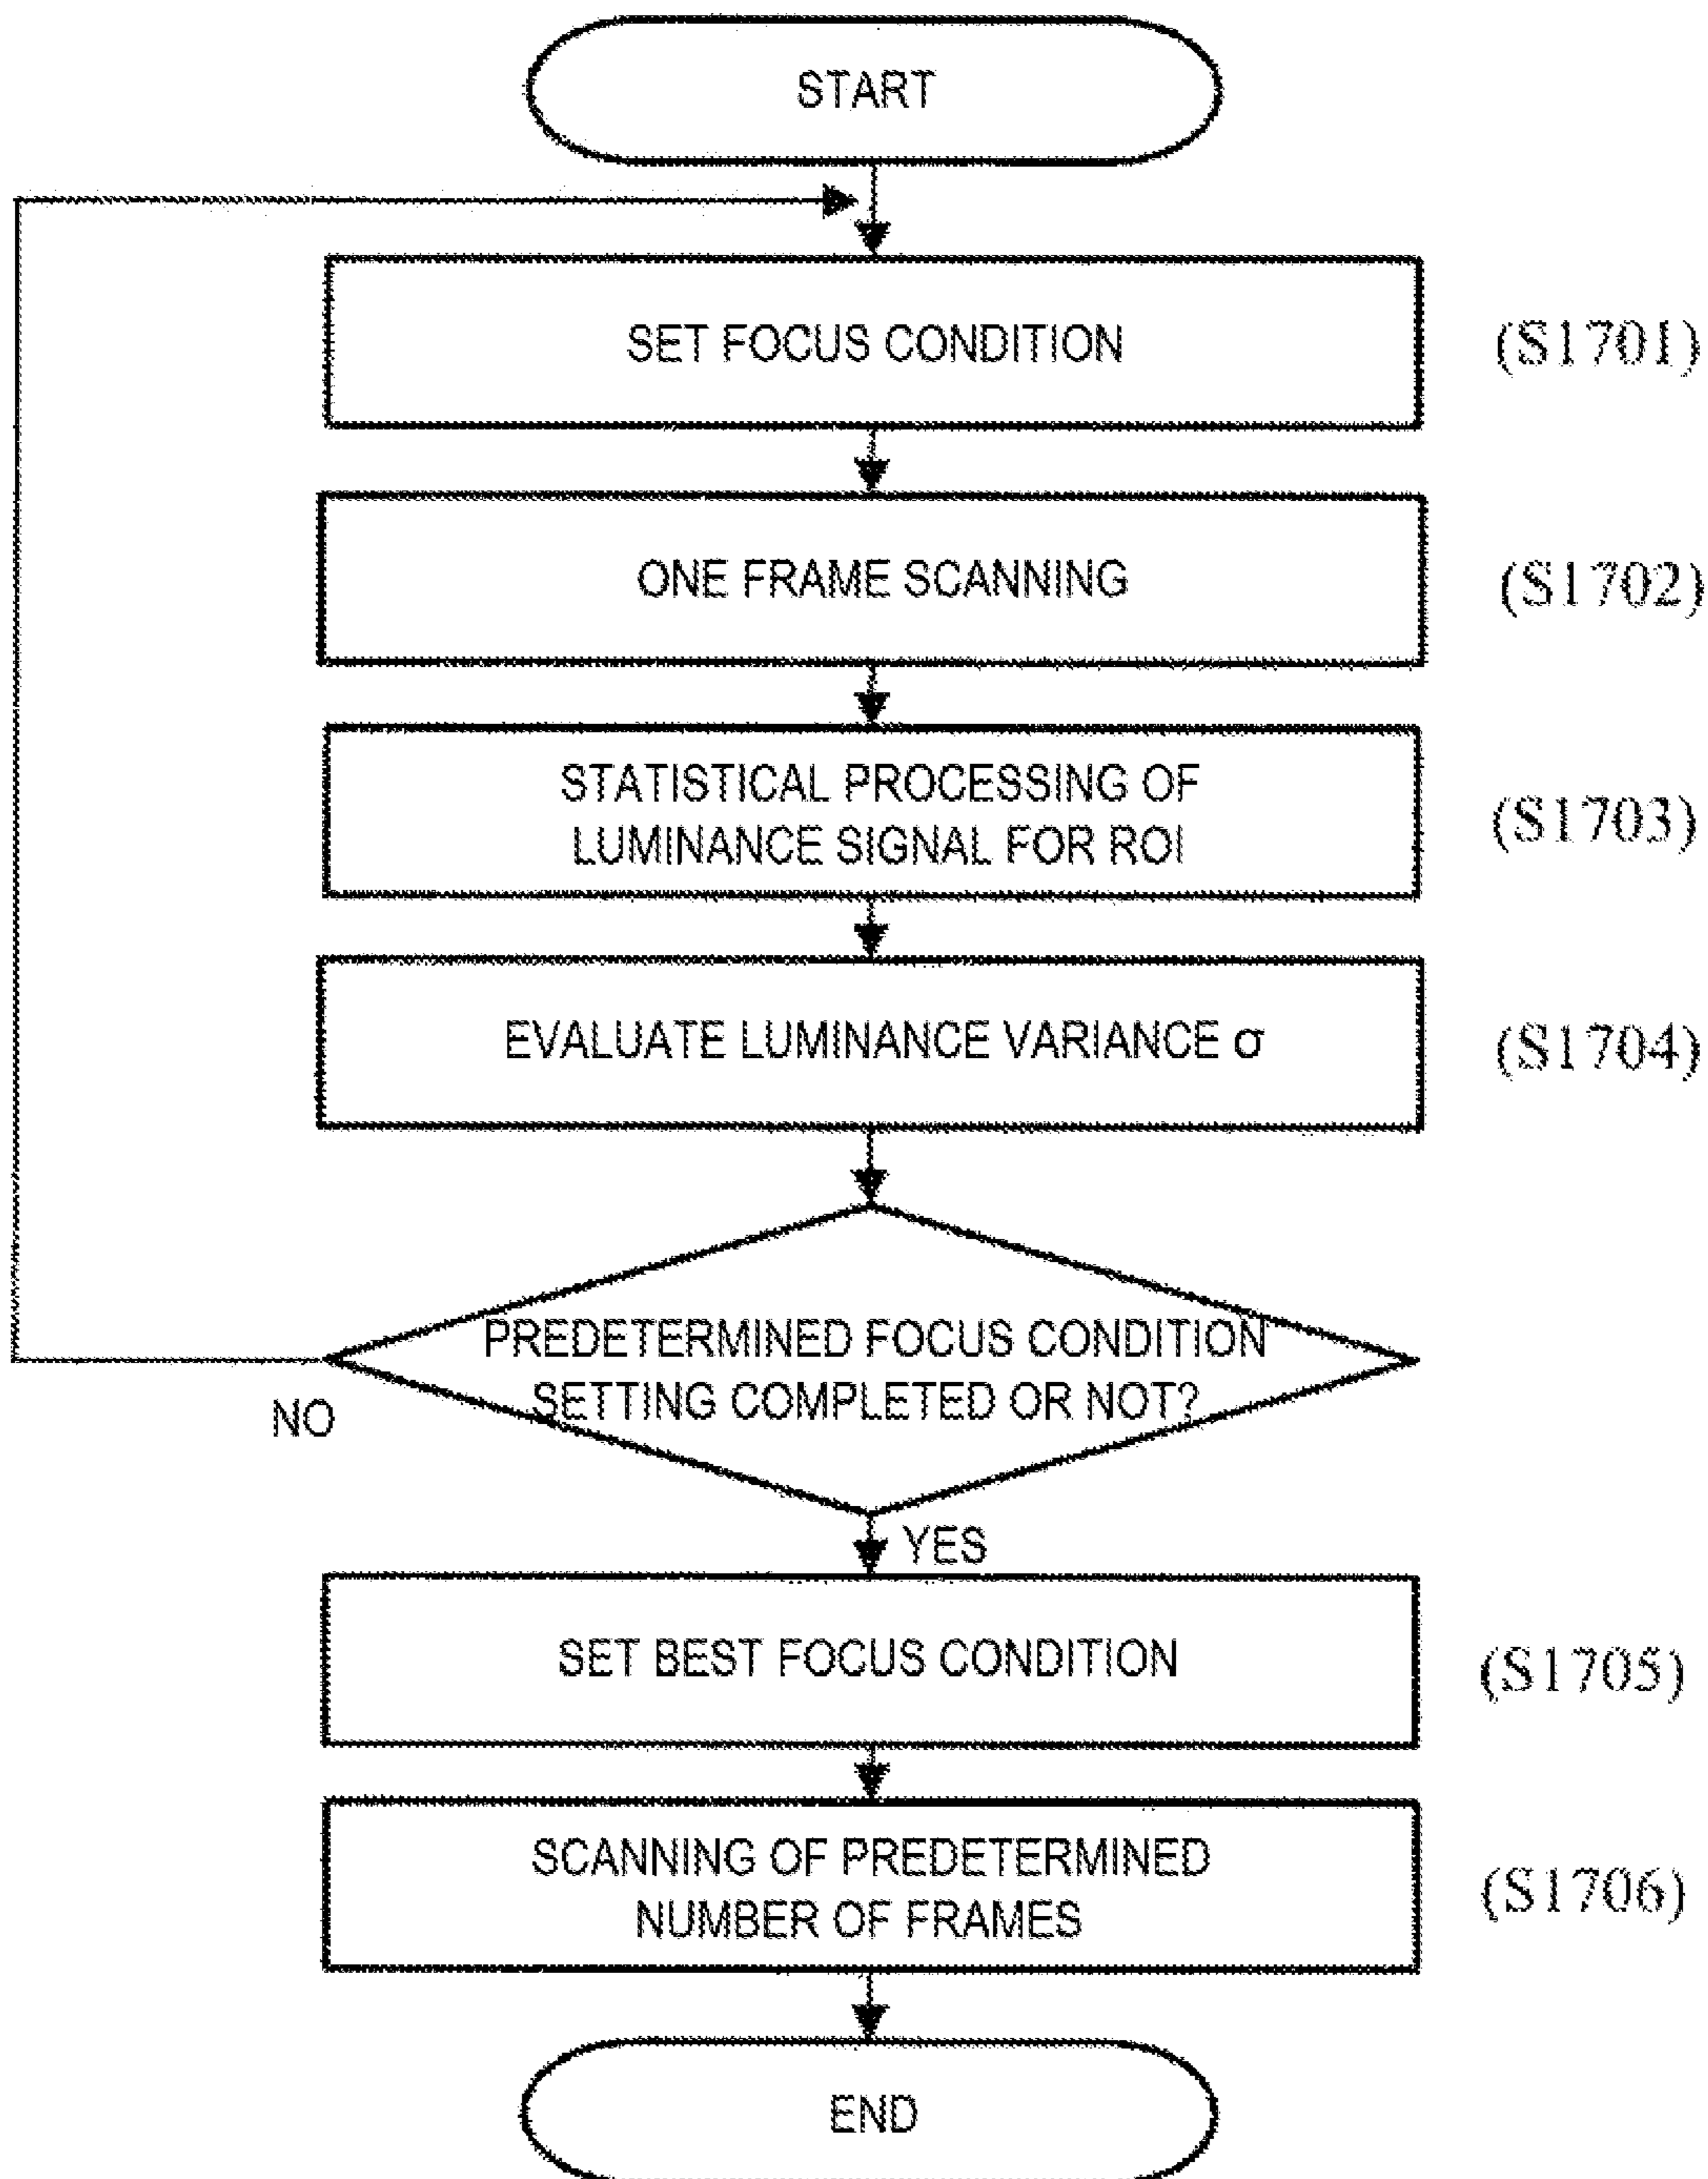 START
SET FOCUS CONDITION
(S1701)
ONE FRAME SCANNING
(S1702)
STATISTICAL PROCESSING OF
LUMINANCE SIGNAL FOR ROI
(S1703)
EVALUATE LUMINANCE VARIANCE σ
(S1704)
PREDETERMINED FOCUS CONDITION
SETTING COMPLETED OR NOT?
NO
YES
SET BEST FOCUS CONDITION
(S1705)
SCANNING OF PREDETERMINED
NUMBER OF FRAMES
(S1706)
END